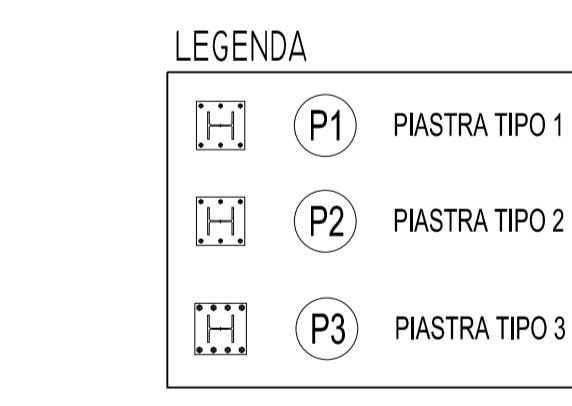 LEGENDA
P1 PIASTRA TIPO 1
P2 PIASTRA TIPO 2
P3 PIASTRA TIPO 3